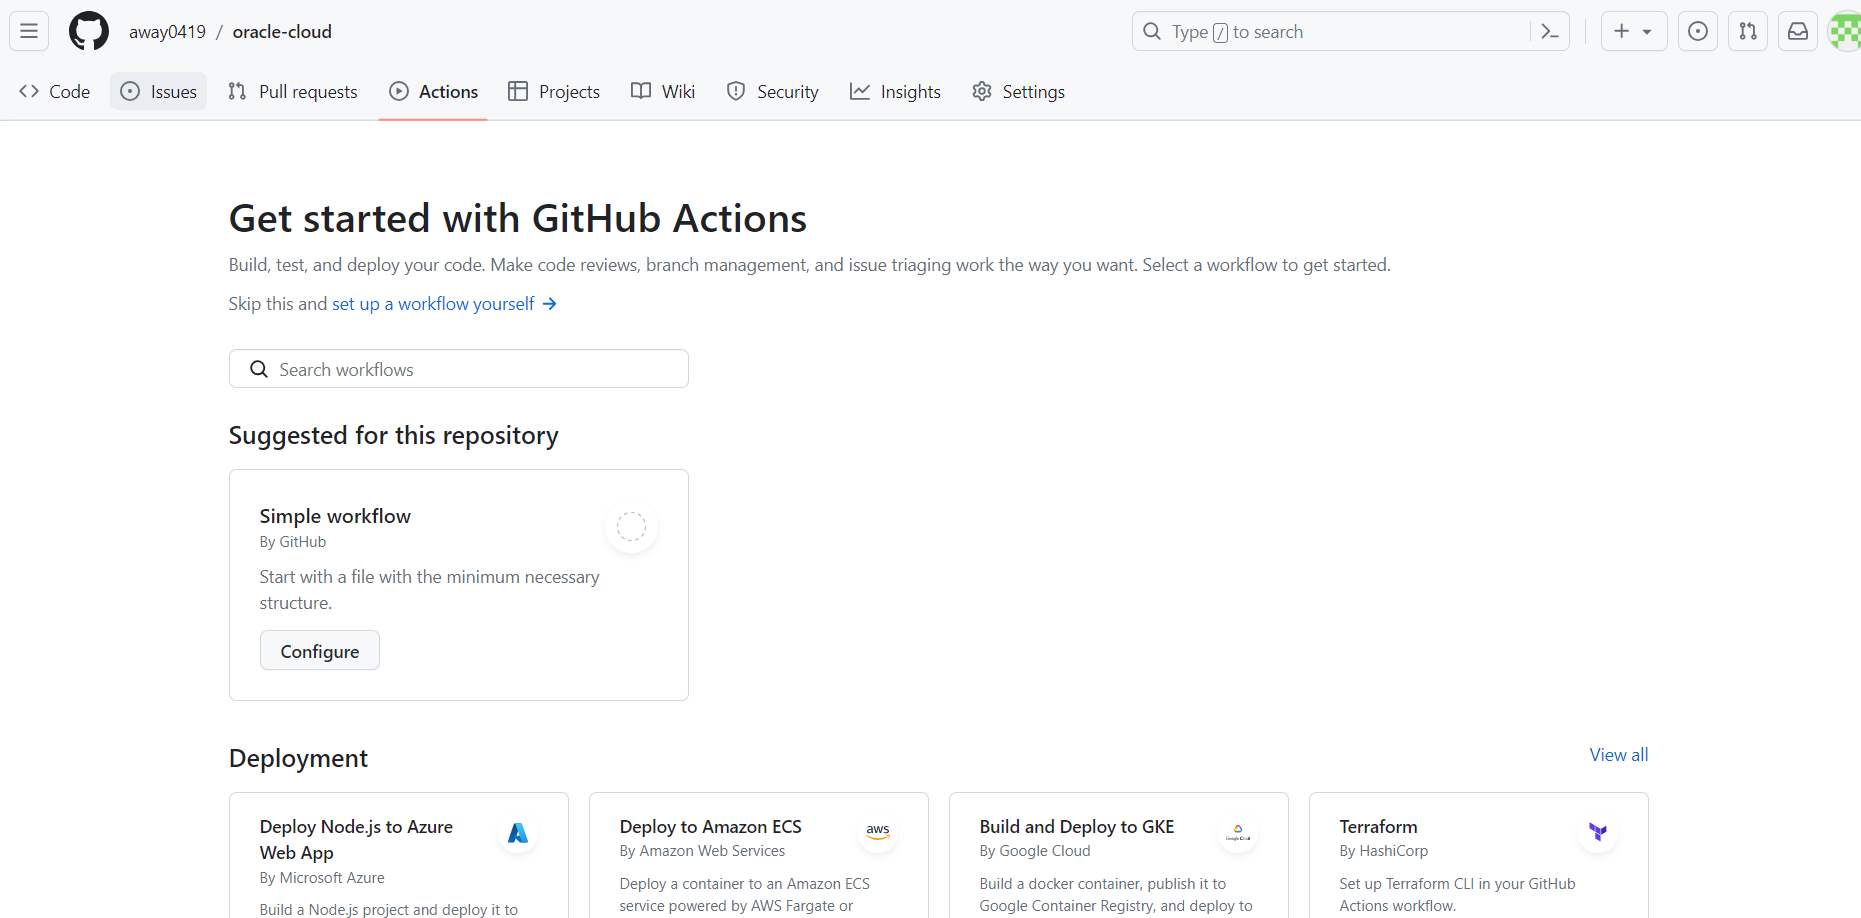 away0419 / oracle-cloud
Type / to search
Code
Issues
Pull requests
Actions
Projects
Wiki
Security
Insights
Settings
Get started with GitHub Actions
Build, test, and deploy your code. Make code reviews, branch management, and issue triaging work the way you want. Select a workflow to get started.
Skip this and set up a workflow yourself →
Search workflows
Suggested for this repository
Simple workflow
By GitHub
Start with a file with the minimum necessary
structure.
Configure
Deployment
View all
Deploy Node.js to Azure
Web App
By Microsoft Azure
Build a Node.js project and deploy it to
Deploy to Amazon ECS
aws
By Amazon Web Services
Deploy a container to an Amazon ECS
service powered by AWS Fargate or
Build and Deploy to GKE
Google Cloud
By Google Cloud
Build a docker container, publish it to
Google Container Registry, and deploy to
Terraform
By HashiCorp
Set up Terraform CLI in your GitHub
Actions workflow.